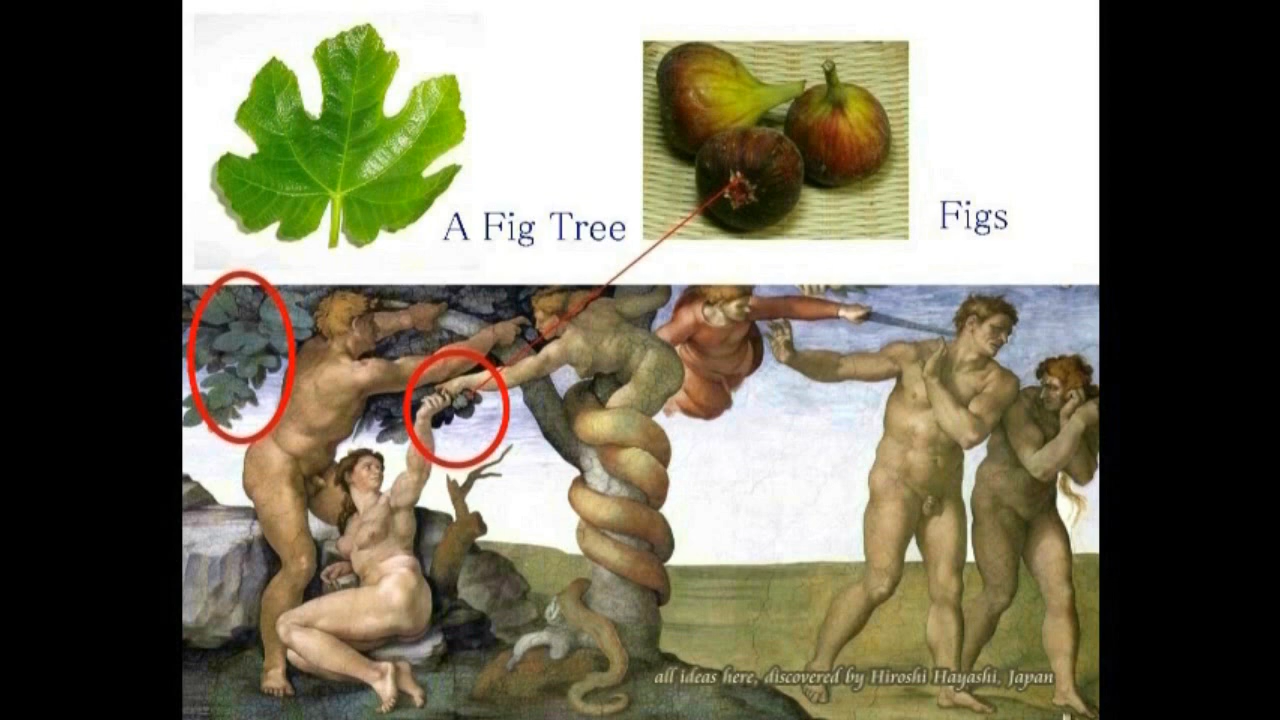 A Fig Tree
Figs
all ideas here, discovered by Hiroshi Hayashi, Japan